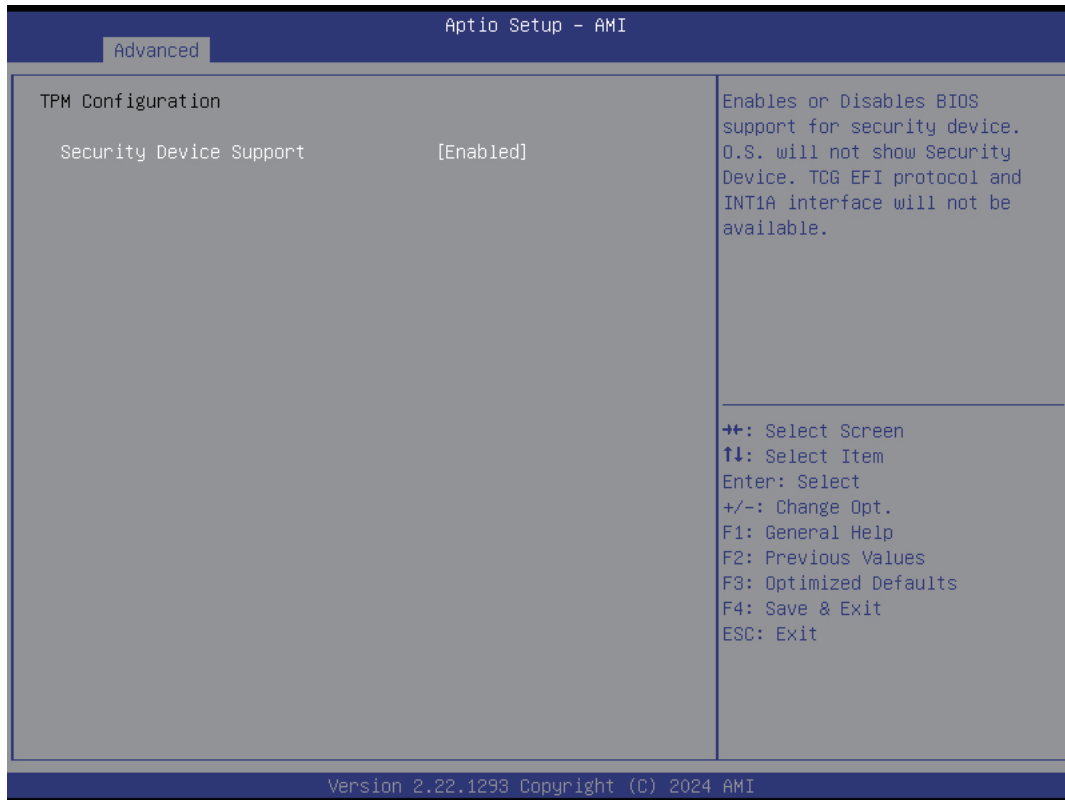 Aptio Setup - AMI
Advanced
TPM Configuration
Security Device Support [Enabled]
Enables or Disables BIOS
support for security device.
O.S. will not show Security
Device. TCG EFI protocol and
INT1A interface will not be
available.
→←: Select Screen
↑↓: Select Item
Enter: Select
+/-: Change Opt.
F1: General Help
F2: Previous Values
F3: Optimized Defaults
F4: Save & Exit
ESC: Exit
Version 2.22.1293 Copyright (C) 2024 AMI